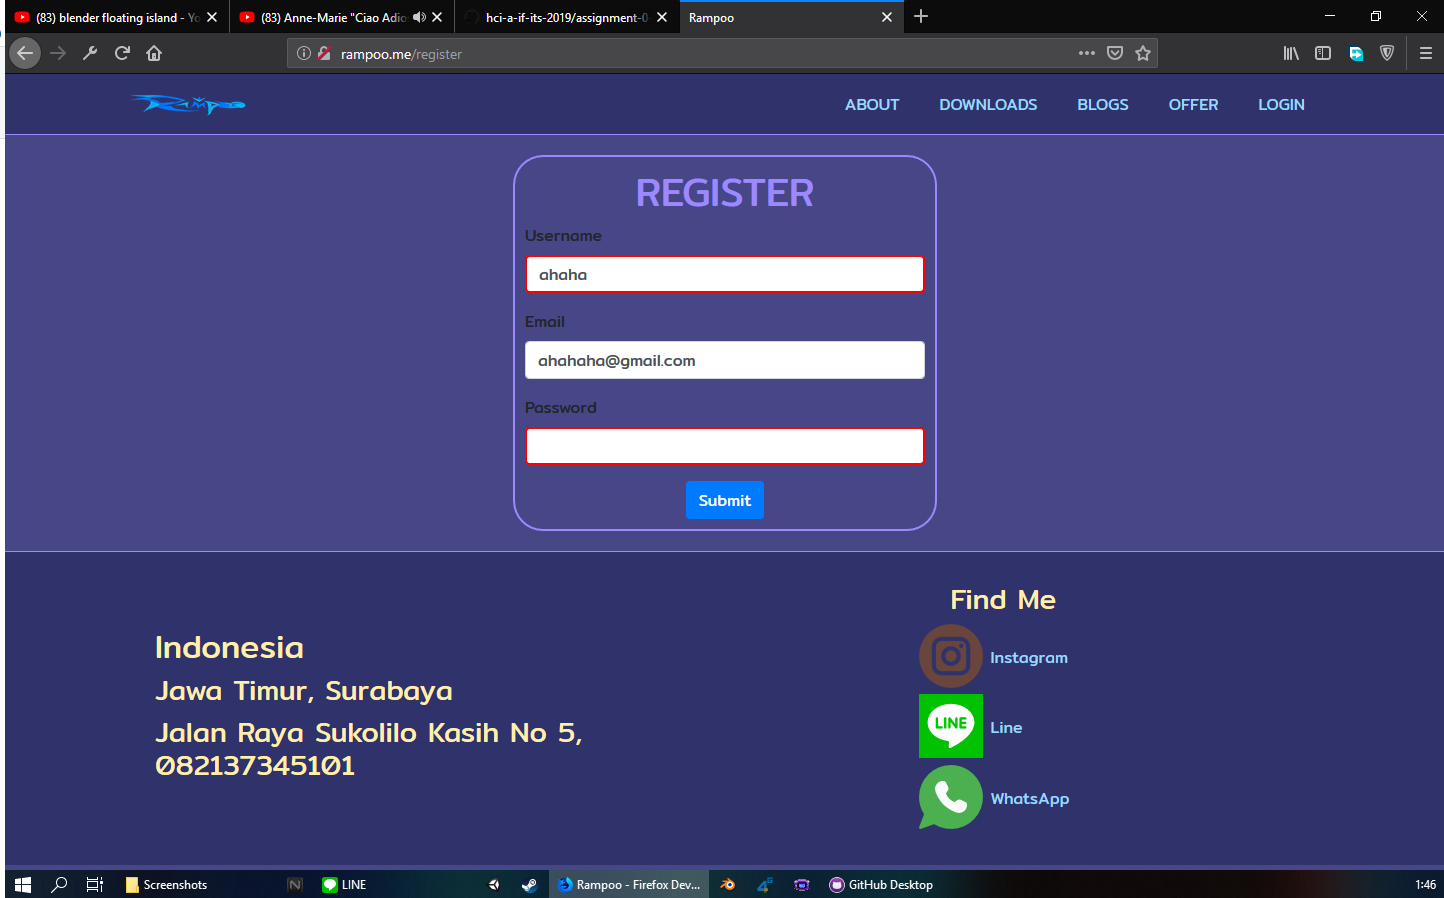 (83) blender floating island - Yo
(83) Anne-Marie "Ciao Adio
hci-a-if-its-2019/assignment-0
Rampoo
rampoo.me/register
Rampoo
ABOUT
DOWNLOADS
BLOGS
OFFER
LOGIN
REGISTER
Username
ahaha
Email
ahahaha@gmail.com
Password
Submit
Indonesia
Jawa Timur, Surabaya
Jalan Raya Sukolilo Kasih No 5,
082137345101
Find Me
Instagram
LINE
Line
WhatsApp
Screenshots
N
LINE
Rampoo - Firefox Dev...
GitHub Desktop
1:46